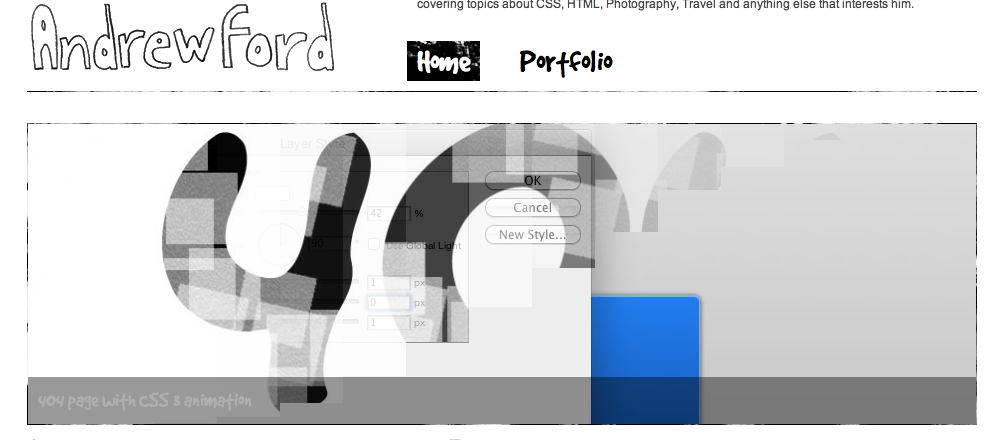 covering topics about CSS, HTML, Photography, Travel and anything else that interests him.
Andrew Ford
Home Portfolio
Layer Style
OK
42 %
Cancel
90 °
New Style...
Use Global Light
1 px
0 px
1 px
404 page with CSS 3 animation